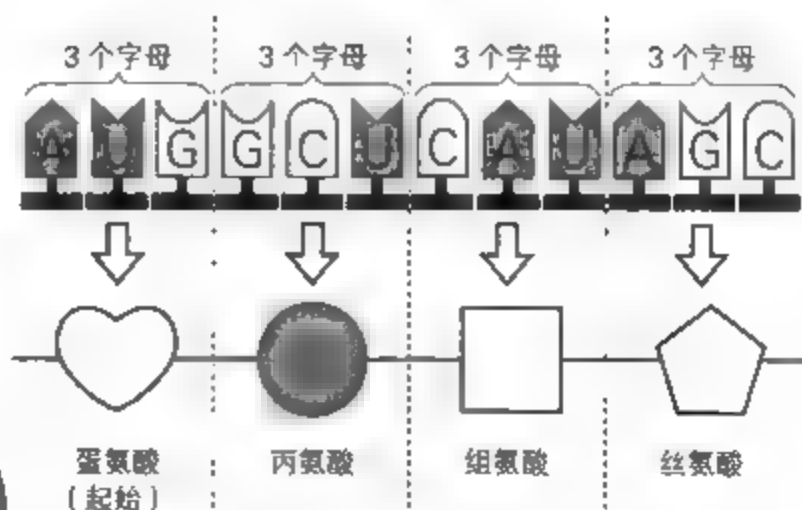 3个字母 3个字母 3个字母 3个字母
A U G G C U C A U A G C
蛋氨酸 丙氨酸 组氨酸 丝氨酸
(起始)